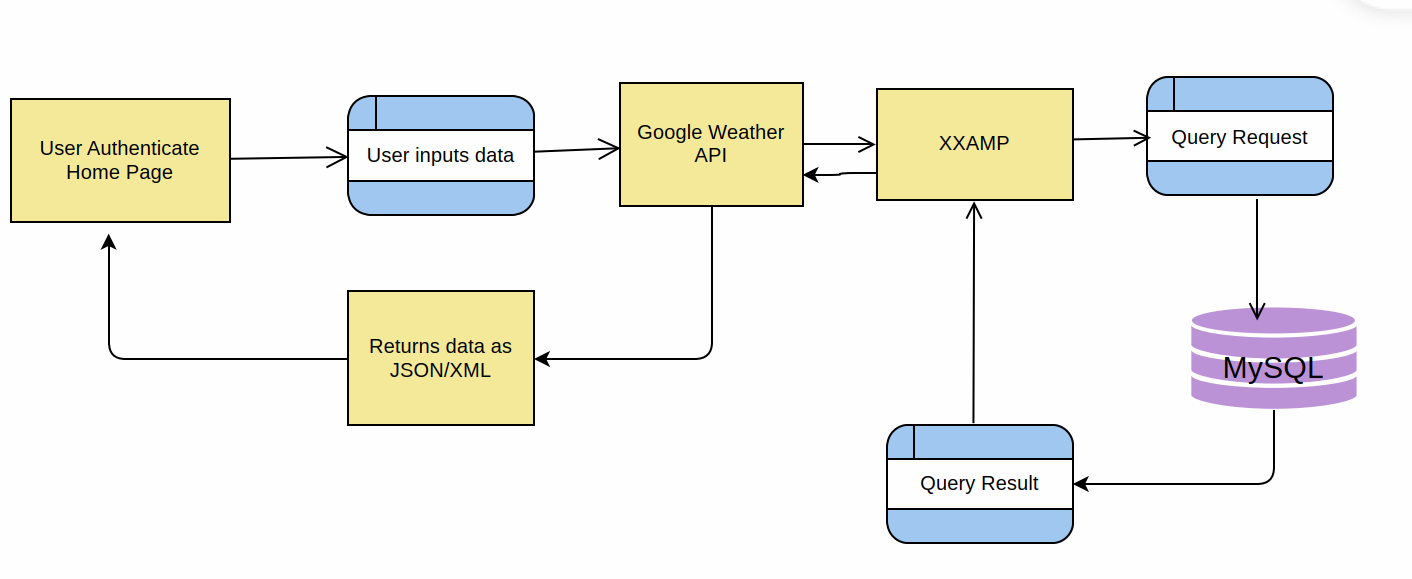 User Authenticate
Home Page
User inputs data
Google Weather
API
XXAMP
Query Request
Returns data as
JSON/XML
MySQL
Query Result